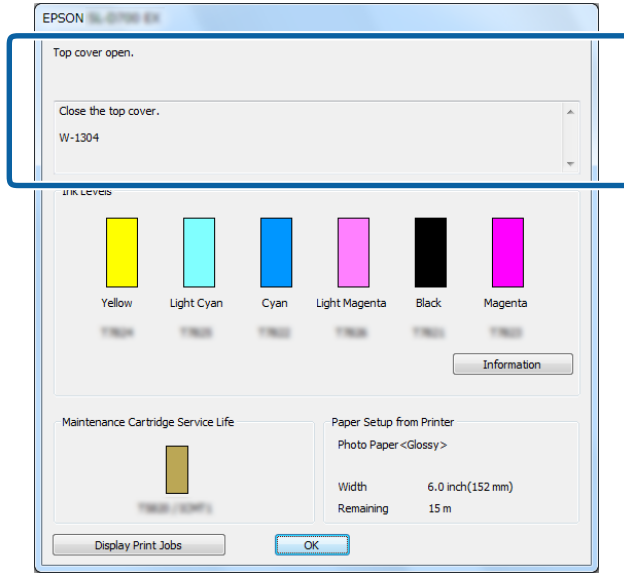 EPSON
Top cover open.
Close the top cover.
W-1304
Ink Levels
Yellow Light Cyan Cyan Light Magenta Black Magenta
Information
Maintenance Cartridge Service Life
Paper Setup from Printer
Photo Paper<Glossy>
Width 6.0 inch(152 mm)
Remaining 15 m
Display Print Jobs
OK